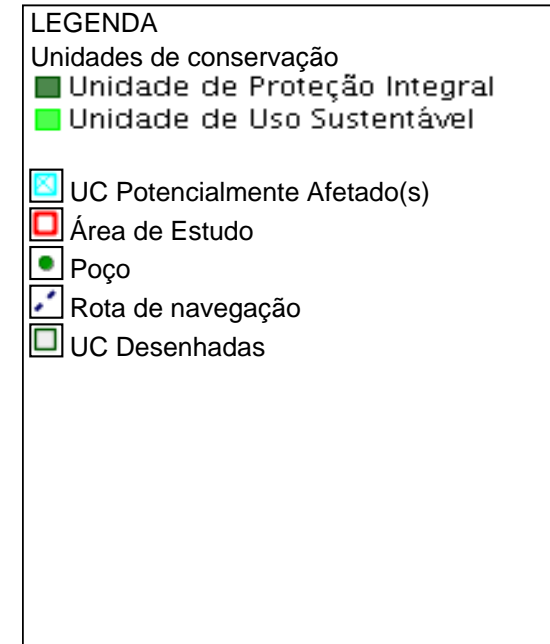 LEGENDA
Unidades de conservação
Unidade de Proteção Integral
Unidade de Uso Sustentável
UC Potencialmente Afetado(s)
Área de Estudo
Poço
Rota de navegação
UC Desenhadas